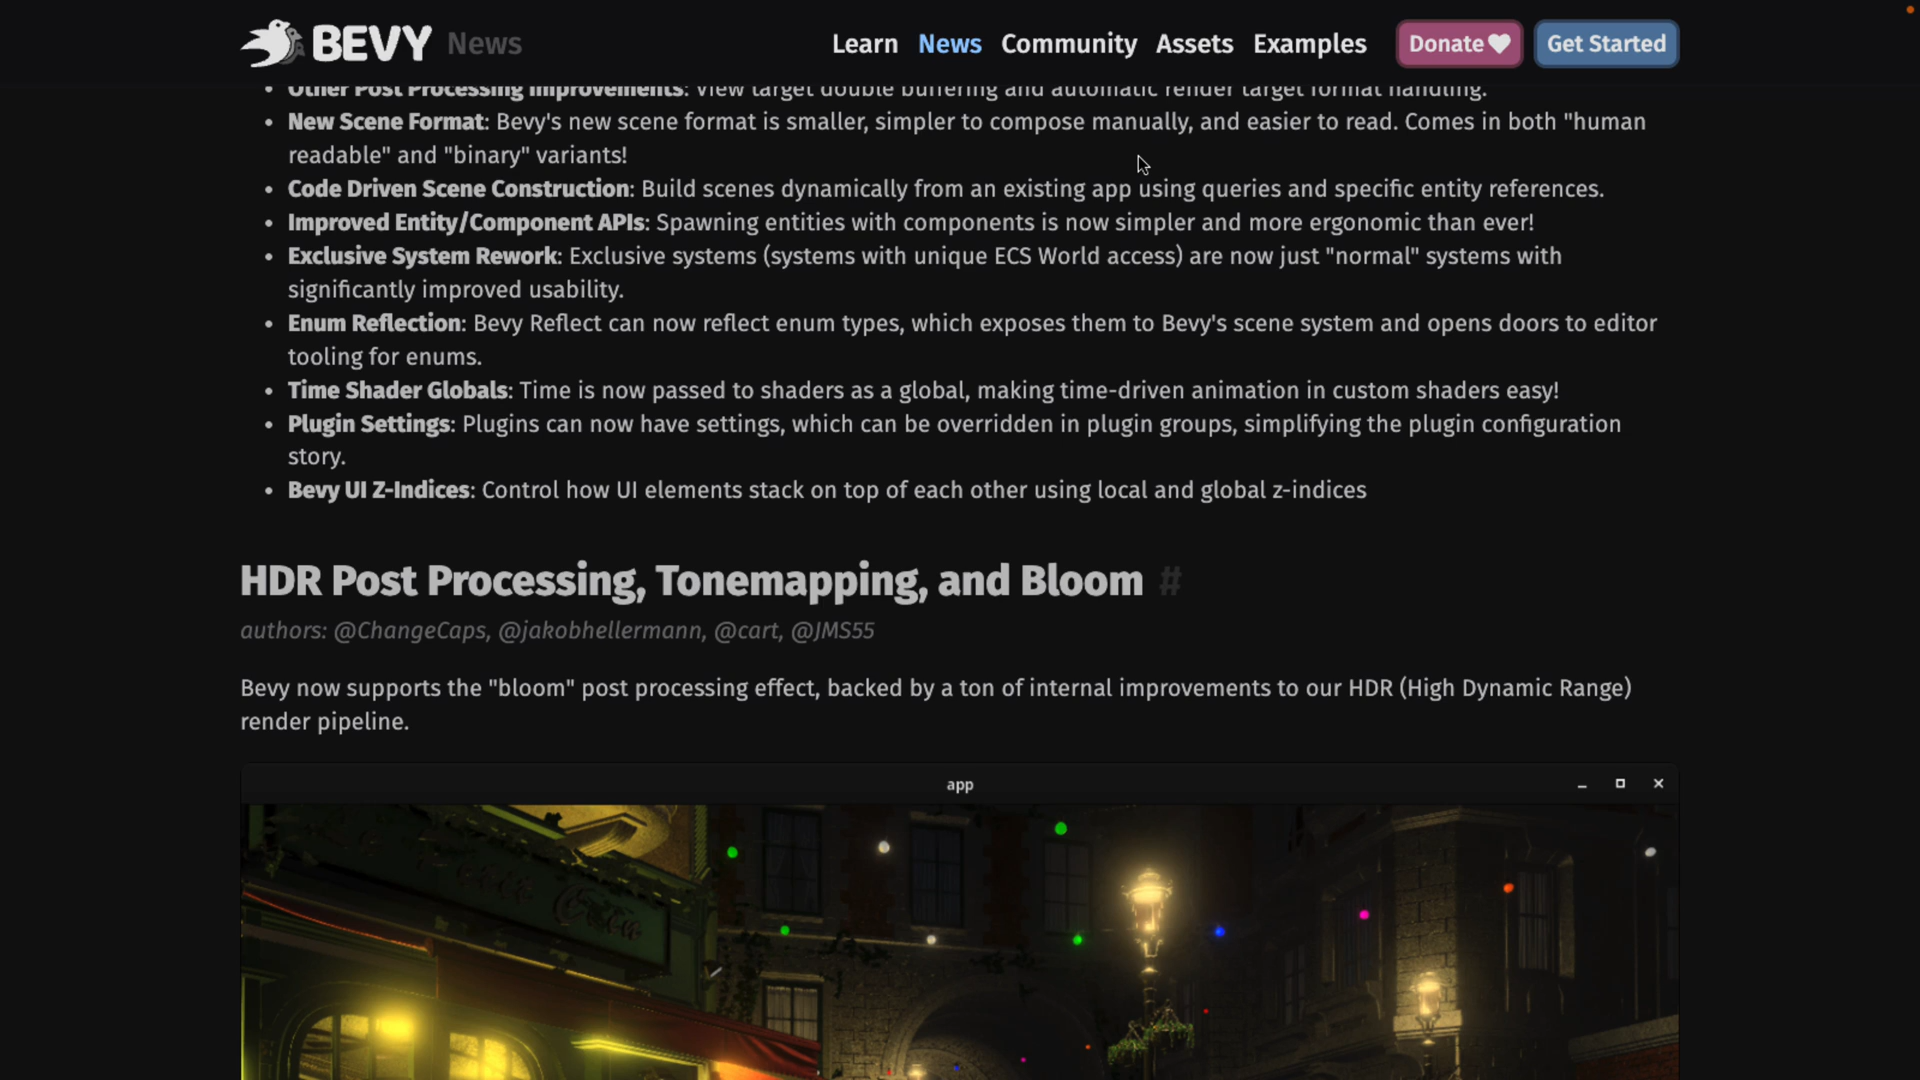 BEVY News
Learn News Community Assets Examples Donate Get Started
• Other Post Processing Improvements: View target double buffering and automatic render target format handling.
• New Scene Format: Bevy's new scene format is smaller, simpler to compose manually, and easier to read. Comes in both "human
readable" and "binary" variants!
• Code Driven Scene Construction: Build scenes dynamically from an existing app using queries and specific entity references.
• Improved Entity/Component APIs: Spawning entities with components is now simpler and more ergonomic than ever!
• Exclusive System Rework: Exclusive systems (systems with unique ECS World access) are now just "normal" systems with
significantly improved usability.
• Enum Reflection: Bevy Reflect can now reflect enum types, which exposes them to Bevy's scene system and opens doors to editor
tooling for enums.
• Time Shader Globals: Time is now passed to shaders as a global, making time-driven animation in custom shaders easy!
• Plugin Settings: Plugins can now have settings, which can be overridden in plugin groups, simplifying the plugin configuration
story.
• Bevy UI Z-Indices: Control how UI elements stack on top of each other using local and global z-indices
HDR Post Processing, Tonemapping, and Bloom #
authors: @ChangeCaps, @jakobhellermann, @cart, @JMS55
Bevy now supports the "bloom" post processing effect, backed by a ton of internal improvements to our HDR (High Dynamic Range)
render pipeline.
app